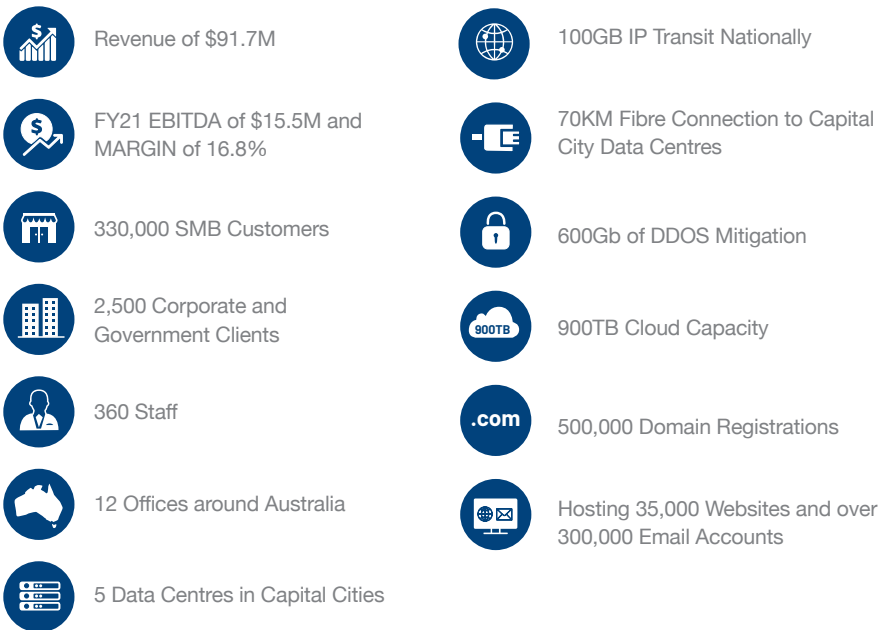 Revenue of $91.7M
FY21 EBITDA of $15.5M and
MARGIN of 16.8%
330,000 SMB Customers
2,500 Corporate and
Government Clients
360 Staff
12 Offices around Australia
5 Data Centres in Capital Cities
100GB IP Transit Nationally
70KM Fibre Connection to Capital
City Data Centres
600Gb of DDOS Mitigation
900TB
900TB Cloud Capacity
.com
500,000 Domain Registrations
Hosting 35,000 Websites and over
300,000 Email Accounts